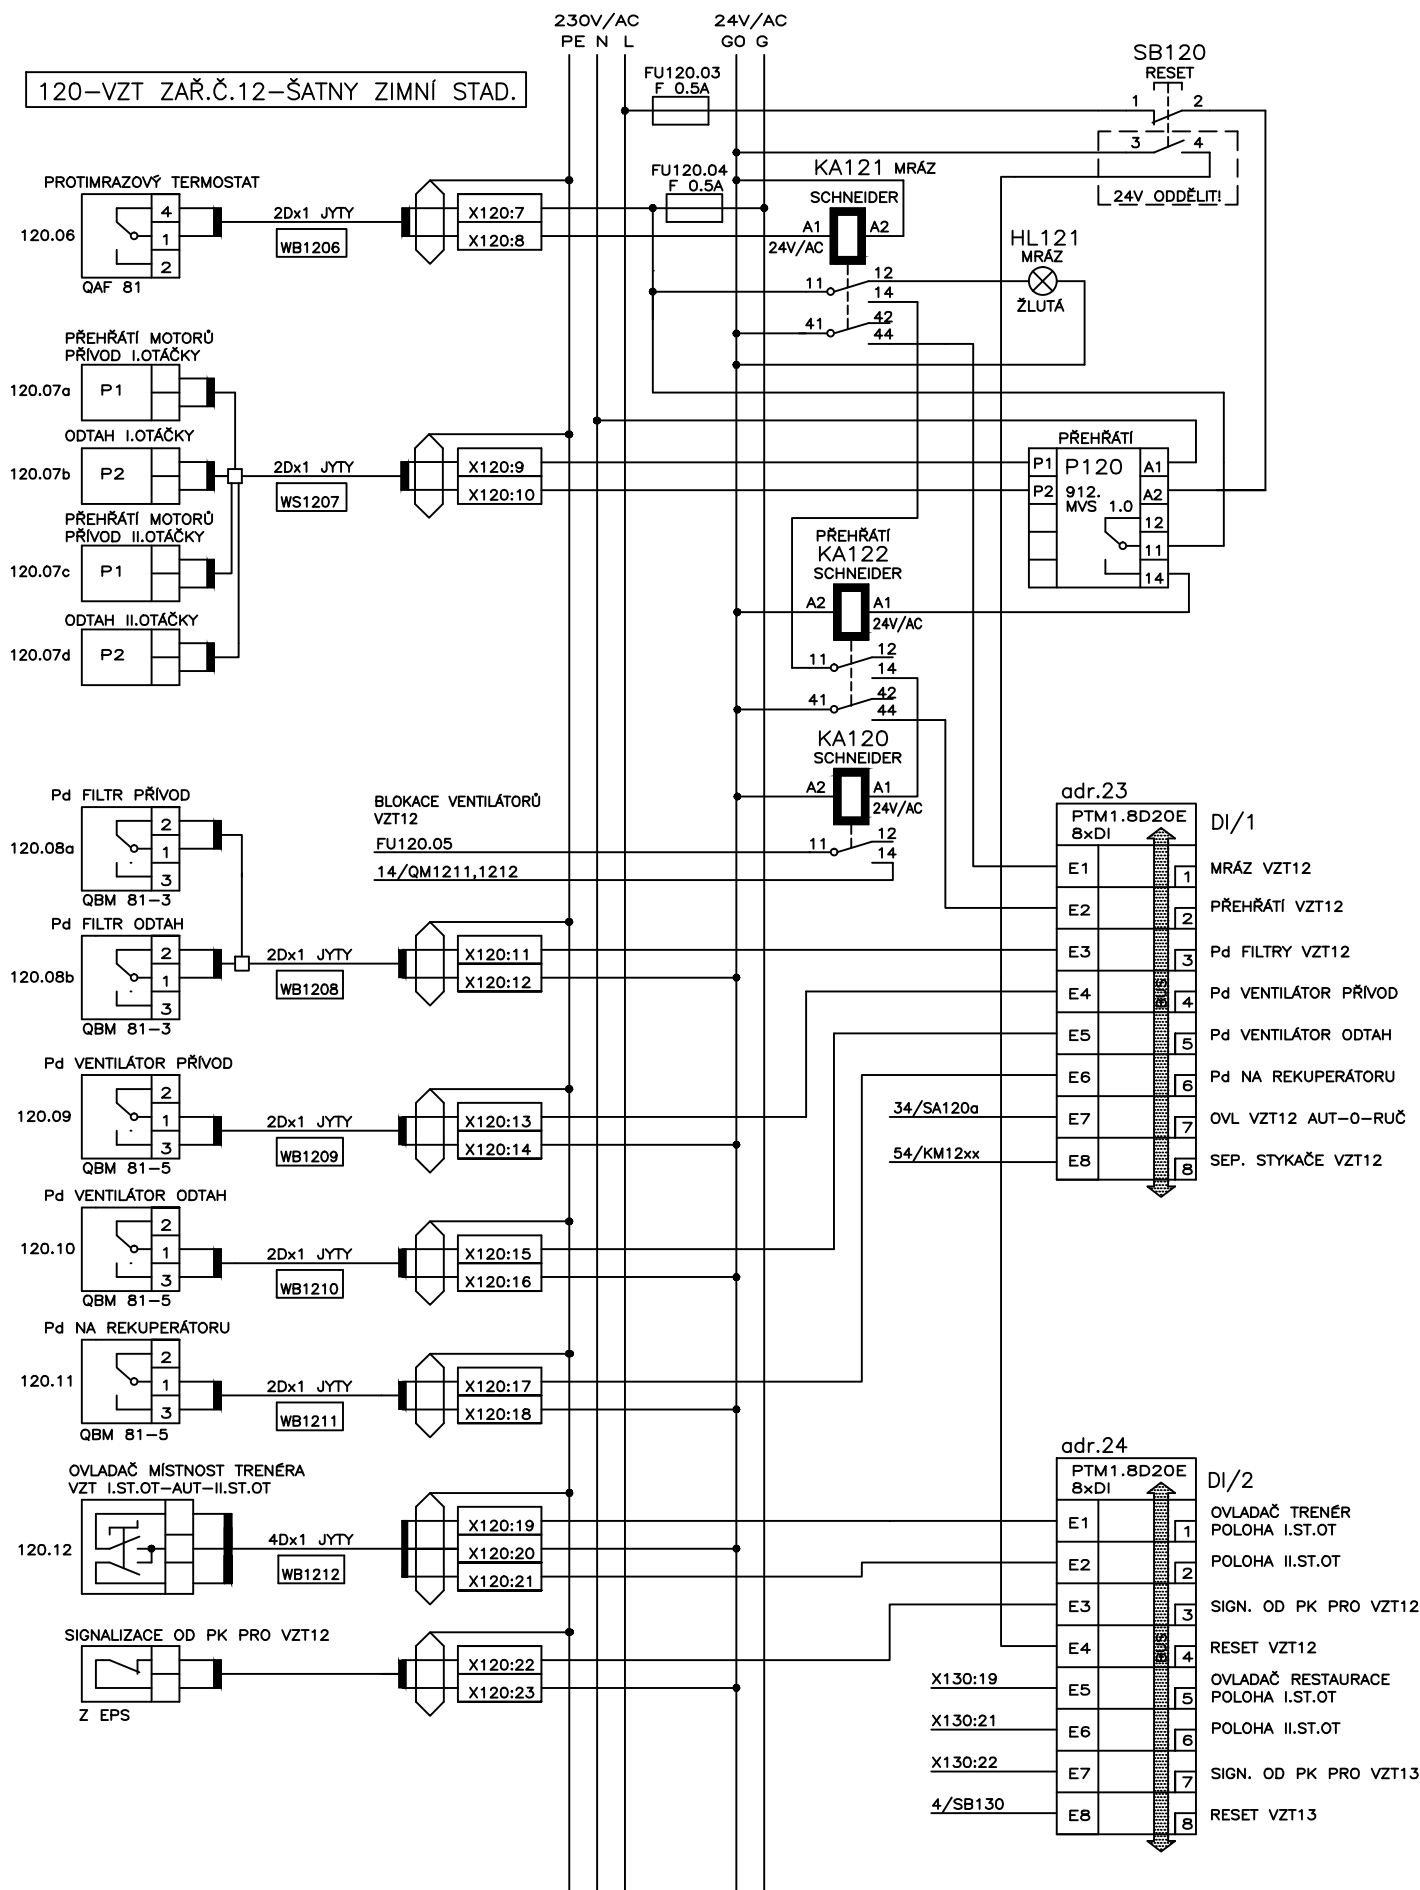 230V/AC
PE N L
24V/AC
G0 G
120-VZT ZAŘ.Č.12-ŠATNY ZIMNÍ STAD.
FU120.03
F 0.5A
SB120
RESET
1 2
3 4
24V ODDĚLIT!
PROTIMRAZOVÝ TERMOSTAT
120.06
4
1
2
QAF 81
2Dx1 JYTY
WB1206
X120:7
X120:8
FU120.04
F 0.5A
KA121 MRÁZ
SCHNEIDER
A1 A2
24V/AC
11 12
14
41 42
44
HL121
MRÁZ
ŽLUTÁ
PŘEHŘÁTÍ MOTORŮ
PŘÍVOD I.OTÁČKY
120.07a P1
ODTAH I.OTÁČKY
120.07b P2
2Dx1 JYTY
WS1207
X120:9
X120:10
PŘEHŘÁTÍ MOTORŮ
PŘÍVOD II.OTÁČKY
120.07c P1
ODTAH II.OTÁČKY
120.07d P2
PŘEHŘÁTÍ
P1 P120 A1
P2 912. A2
MVS 1.0
12
11
14
PŘEHŘÁTÍ
KA122
SCHNEIDER
A2 A1
24V/AC
11 12
14
41 42
44
KA120
SCHNEIDER
A2 A1
24V/AC
11 12
14
BLOKACE VENTILÁTORŮ
VZT12
FU120.05
14/QM1211,1212
Pd FILTR PŘÍVOD
120.08a
2
1
3
QBM 81-3
Pd FILTR ODTAH
120.08b
2
1
3
QBM 81-3
2Dx1 JYTY
WB1208
X120:11
X120:12
Pd VENTILÁTOR PŘÍVOD
120.09
2
1
3
QBM 81-5
2Dx1 JYTY
WB1209
X120:13
X120:14
Pd VENTILÁTOR ODTAH
120.10
2
1
3
QBM 81-5
2Dx1 JYTY
WB1210
X120:15
X120:16
Pd NA REKUPERÁTORU
120.11
2
1
3
QBM 81-5
2Dx1 JYTY
WB1211
X120:17
X120:18
OVLADAČ MÍSTNOST TRENÉRA
VZT I.ST.OT-AUT-II.ST.OT
120.12
4Dx1 JYTY
WB1212
X120:19
X120:20
X120:21
SIGNALIZACE OD PK PRO VZT12
Z EPS
X120:22
X120:23
adr.23
PTM1.8D20E
8xDI
DI/1
BUS
E1 1 MRÁZ VZT12
E2 2 PŘEHŘÁTÍ VZT12
E3 3 Pd FILTRY VZT12
E4 4 Pd VENTILÁTOR PŘÍVOD
E5 5 Pd VENTILÁTOR ODTAH
E6 6 Pd NA REKUPERÁTORU
34/SA120a E7 7 OVL VZT12 AUT-0-RUČ
54/KM12xx E8 8 SEP. STYKAČE VZT12
adr.24
PTM1.8D20E
8xDI
DI/2
BUS
E1 1 OVLADAČ TRENÉR
POLOHA I.ST.OT
E2 2 POLOHA II.ST.OT
E3 3 SIGN. OD PK PRO VZT12
E4 4 RESET VZT12
X130:19 E5 5 OVLADAČ RESTAURACE
POLOHA I.ST.OT
X130:21 E6 6 POLOHA II.ST.OT
X130:22 E7 7 SIGN. OD PK PRO VZT13
4/SB130 E8 8 RESET VZT13